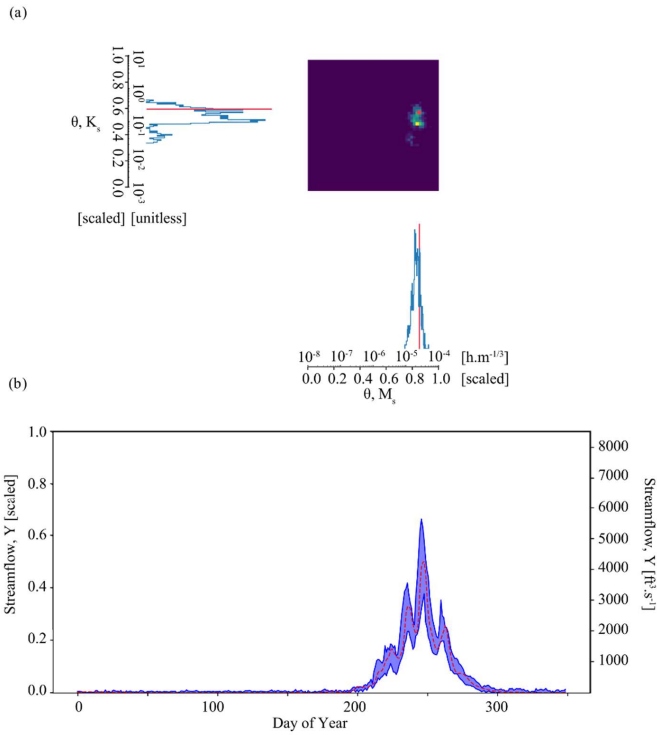 (a)
1.0 10¹
0.8
0.6 10⁰
θ, Kₛ
0.4 10⁻¹
0.2 10⁻²
0.0 10⁻³
[scaled] [unitless]
10⁻⁸ 10⁻⁷ 10⁻⁶ 10⁻⁵ 10⁻⁴ [h.m⁻¹ᐟ³]
0.0 0.2 0.4 0.6 0.8 1.0 [scaled]
θ, Mₛ
(b)
1.0
0.8
0.6
0.4
0.2
0.0
Streamflow, Y [scaled]
8000
7000
6000
5000
4000
3000
2000
1000
Streamflow, Y [ft³.s⁻¹]
0 100 200 300
Day of Year